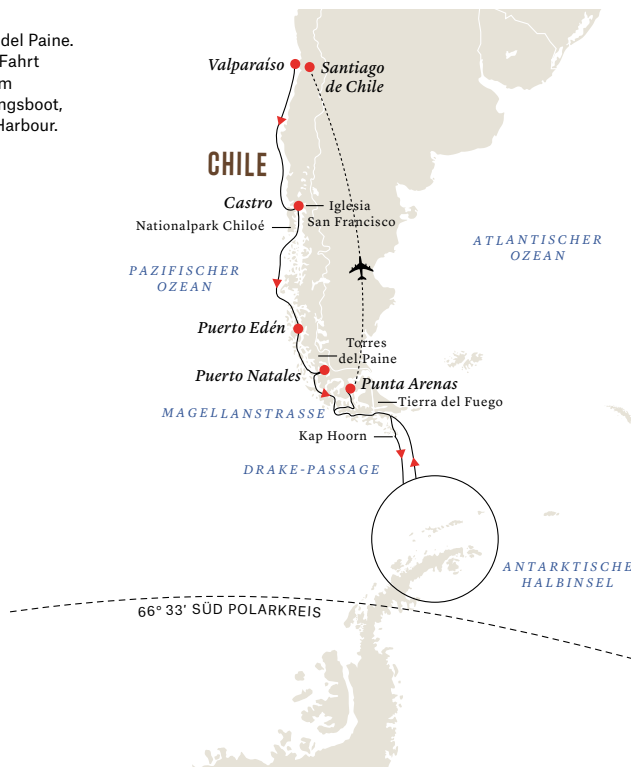 del Paine.
Fahrt
m
ngsboot,
Harbour.
Valparaíso
Santiago
de Chile
CHILE
Castro
Iglesia
San Francisco
Nationalpark Chiloé
ATLANTISCHER
OZEAN
PAZIFISCHER
OZEAN
Puerto Edén
Torres
del Paine
Puerto Natales
Punta Arenas
Tierra del Fuego
MAGELLANSTRASSE
Kap Hoorn
DRAKE-PASSAGE
ANTARKTISCHE
HALBINSEL
66° 33' SÜD POLARKREIS